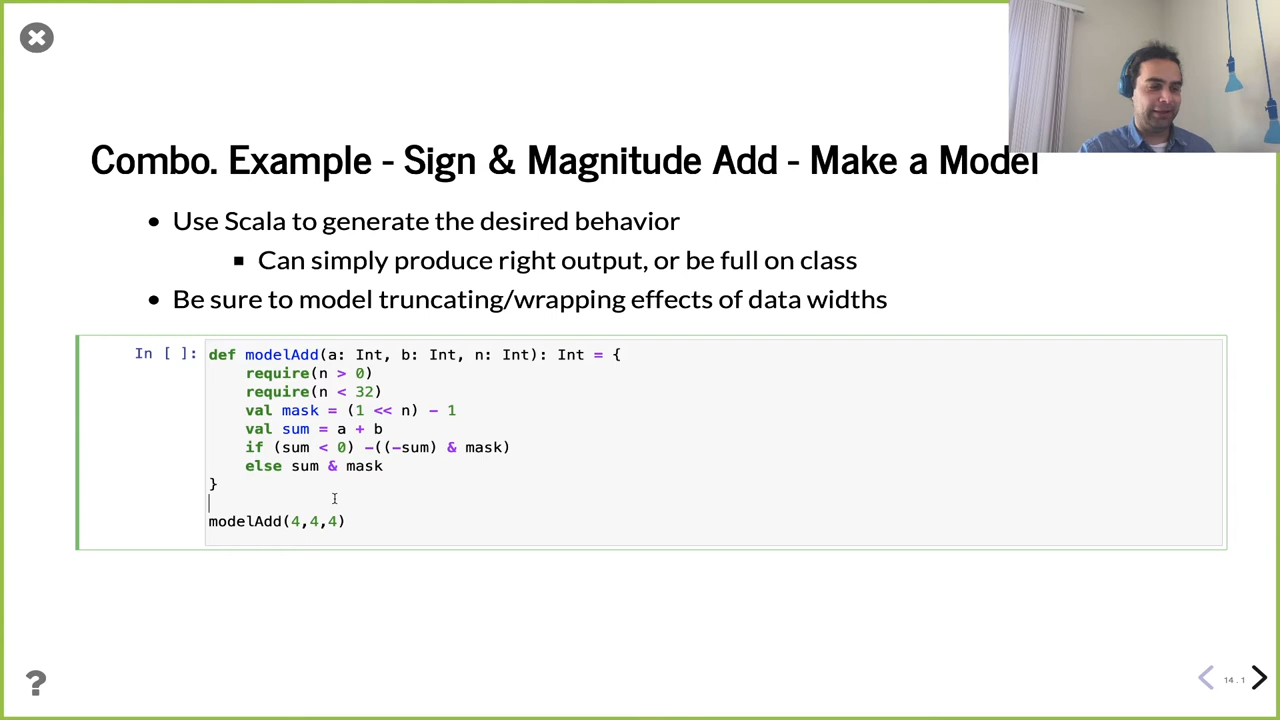 Combo. Example - Sign & Magnitude Add - Make a Model
• Use Scala to generate the desired behavior
▪ Can simply produce right output, or be full on class
• Be sure to model truncating/wrapping effects of data widths
In [ ]: def modelAdd(a: Int, b: Int, n: Int): Int = {
require(n > 0)
require(n < 32)
val mask = (1 << n) - 1
val sum = a + b
if (sum < 0) -((-sum) & mask)
else sum & mask
}
modelAdd(4,4,4)
?
14 . 1